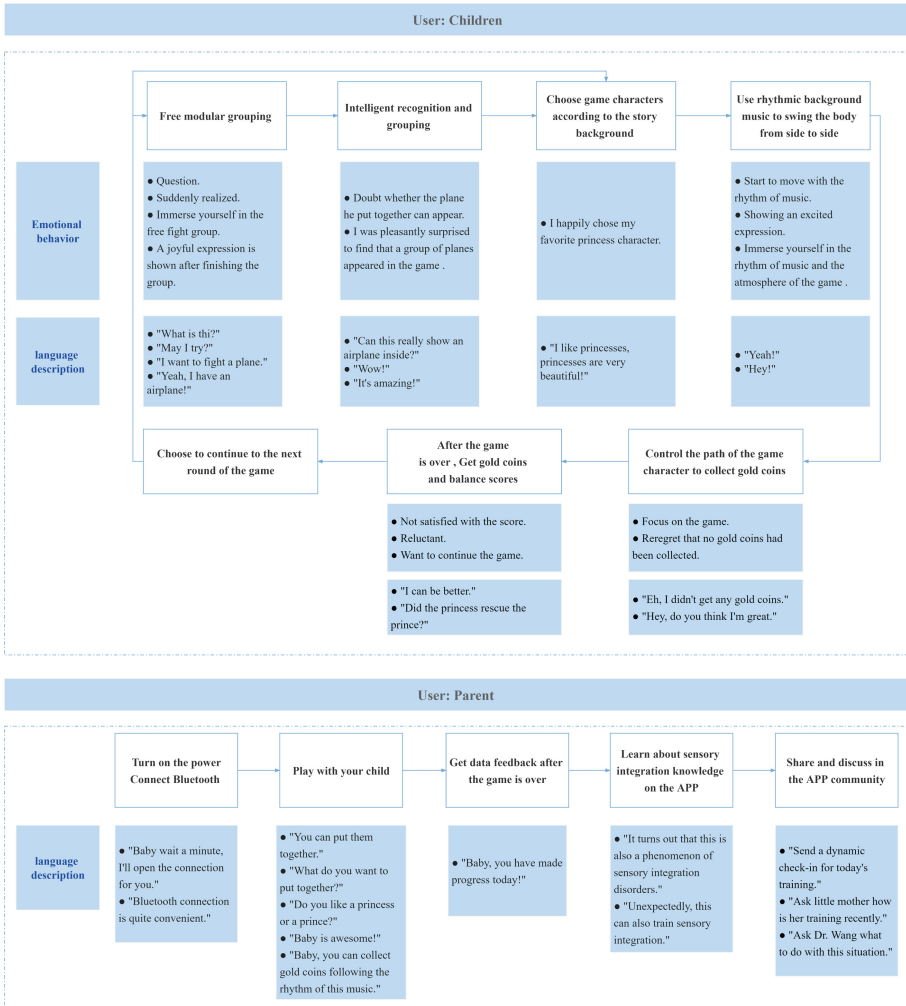 User: Children
Free modular grouping
Intelligent recognition and
grouping
Choose game characters
according to the story
background
Use rhythmic background
music to swing the body
from side to side
Emotional
behavior
● Question.
● Suddenly realized.
● Immerse yourself in the
free fight group.
● A joyful expression is
shown after finishing the
group.
● Doubt whether the plane
he put together can appear.
● I was pleasantly surprised
to find that a group of planes
appeared in the game .
● I happily chose my
favorite princess character.
● Start to move with the
rhythm of music.
● Showing an excited
expression.
● Immerse yourself in the
rhythm of music and the
atmosphere of the game .
language
description
● "What is thi?"
● "May I try?"
● "I want to fight a plane."
● "Yeah, I have an
airplane!"
● "Can this really show an
airplane inside?"
● "Wow!"
● "It's amazing!"
● "I like princesses,
princesses are very
beautiful!"
● "Yeah!"
● "Hey!"
Choose to continue to the next
round of the game
After the game
is over , Get gold coins
and balance scores
Control the path of the game
character to collect gold coins
● Not satisfied with the score.
● Reluctant.
● Want to continue the game.
● Focus on the game.
● Reregret that no gold coins had
been collected.
● "I can be better."
● "Did the princess rescue the
prince?"
● "Eh, I didn't get any gold coins."
● "Hey, do you think I'm great."
User: Parent
Turn on the power
Connect Bluetooth
Play with your child
Get data feedback after
the game is over
Learn about sensory
integration knowledge
on the APP
Share and discuss in
the APP community
language
description
● "Baby wait a minute,
I'll open the connection
for you."
● "Bluetooth connection
is quite convenient."
● "You can put them
together."
● "What do you want to
put together?"
● "Do you like a princess
or a prince?"
● "Baby is awesome!"
● "Baby, you can collect
gold coins following the
rhythm of this music."
● "Baby, you have made
progress today!"
● "It turns out that this is
also a phenomenon of
sensory integration
disorders."
● "Unexpectedly, this can
also train sensory
integration."
● "Send a dynamic
check-in for today's
training."
● "Ask little mother how
is her training recently."
● "Ask Dr. Wang what
to do with this situation."